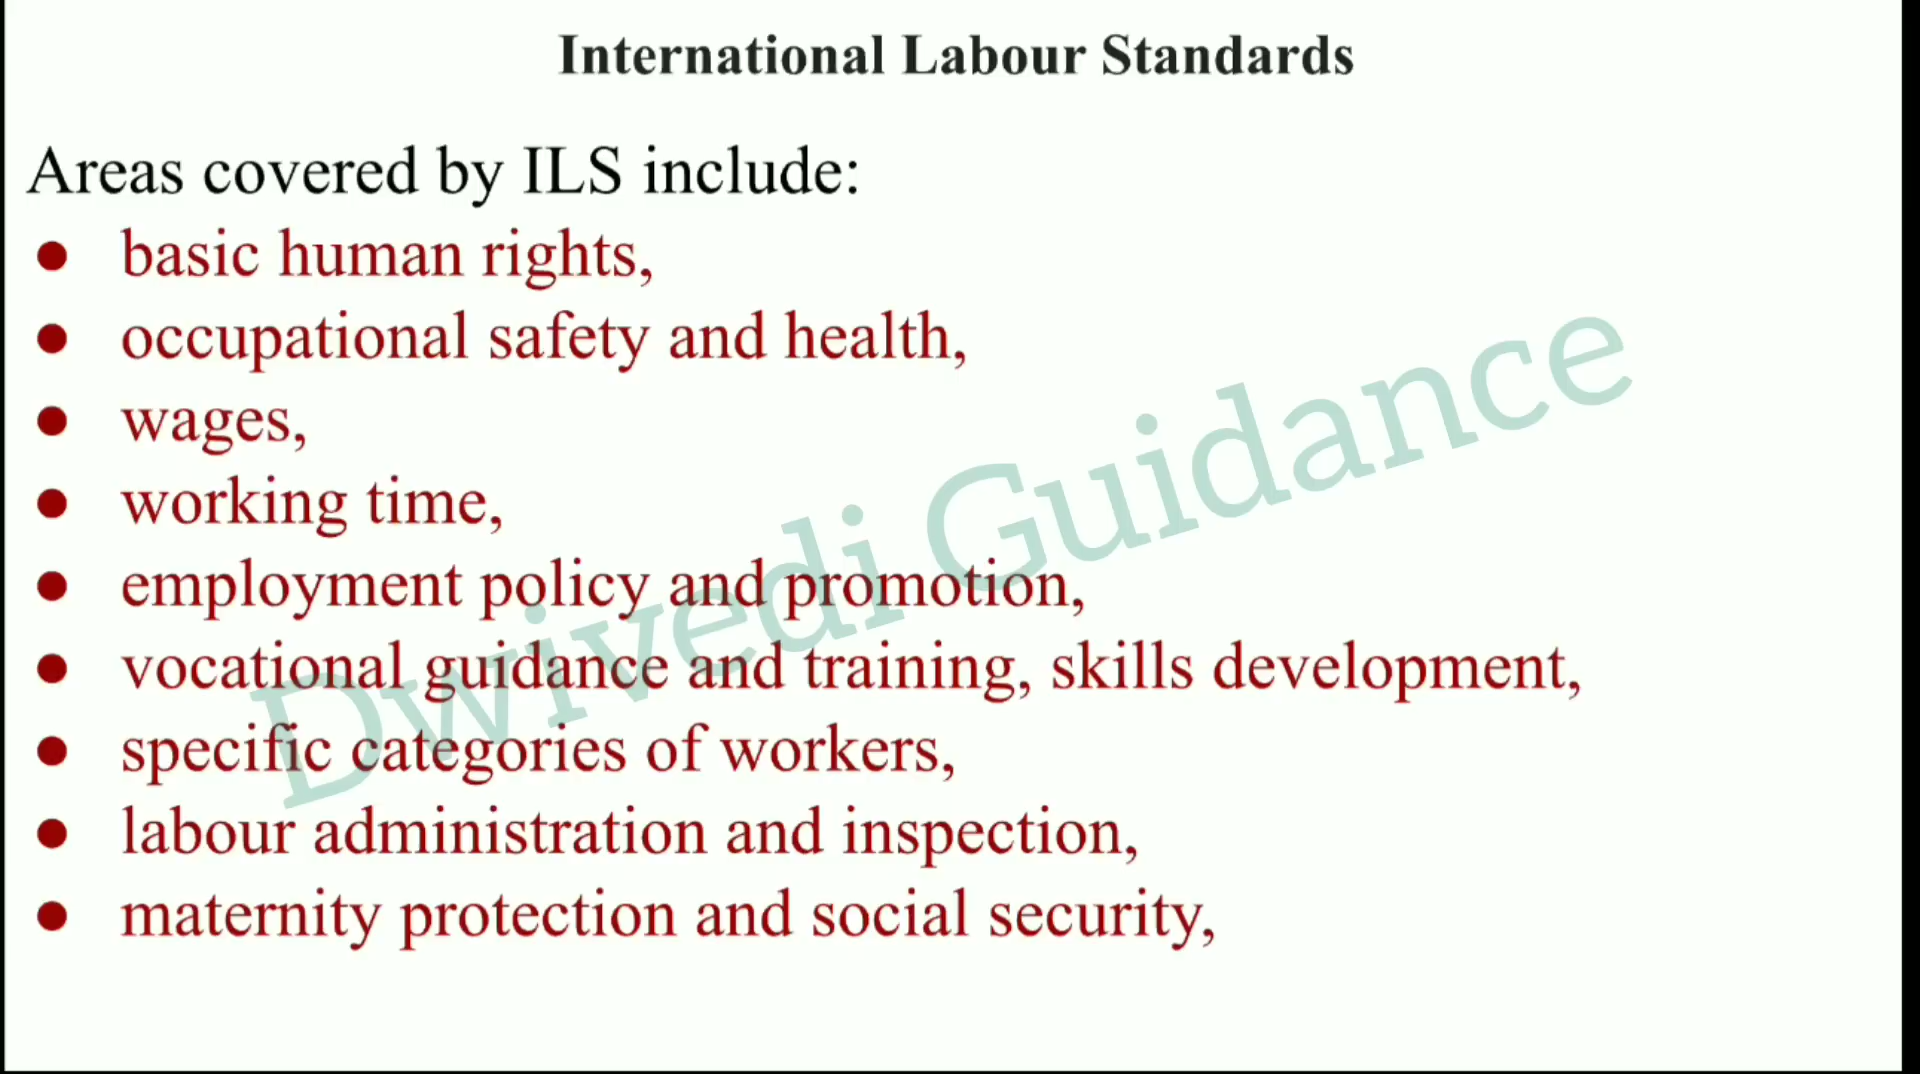 International Labour Standards
Areas covered by ILS include:
● basic human rights,
● occupational safety and health,
● wages,
● working time,
● employment policy and promotion,
● vocational guidance and training, skills development,
● specific categories of workers,
● labour administration and inspection,
● maternity protection and social security,
Dwivedi Guidance